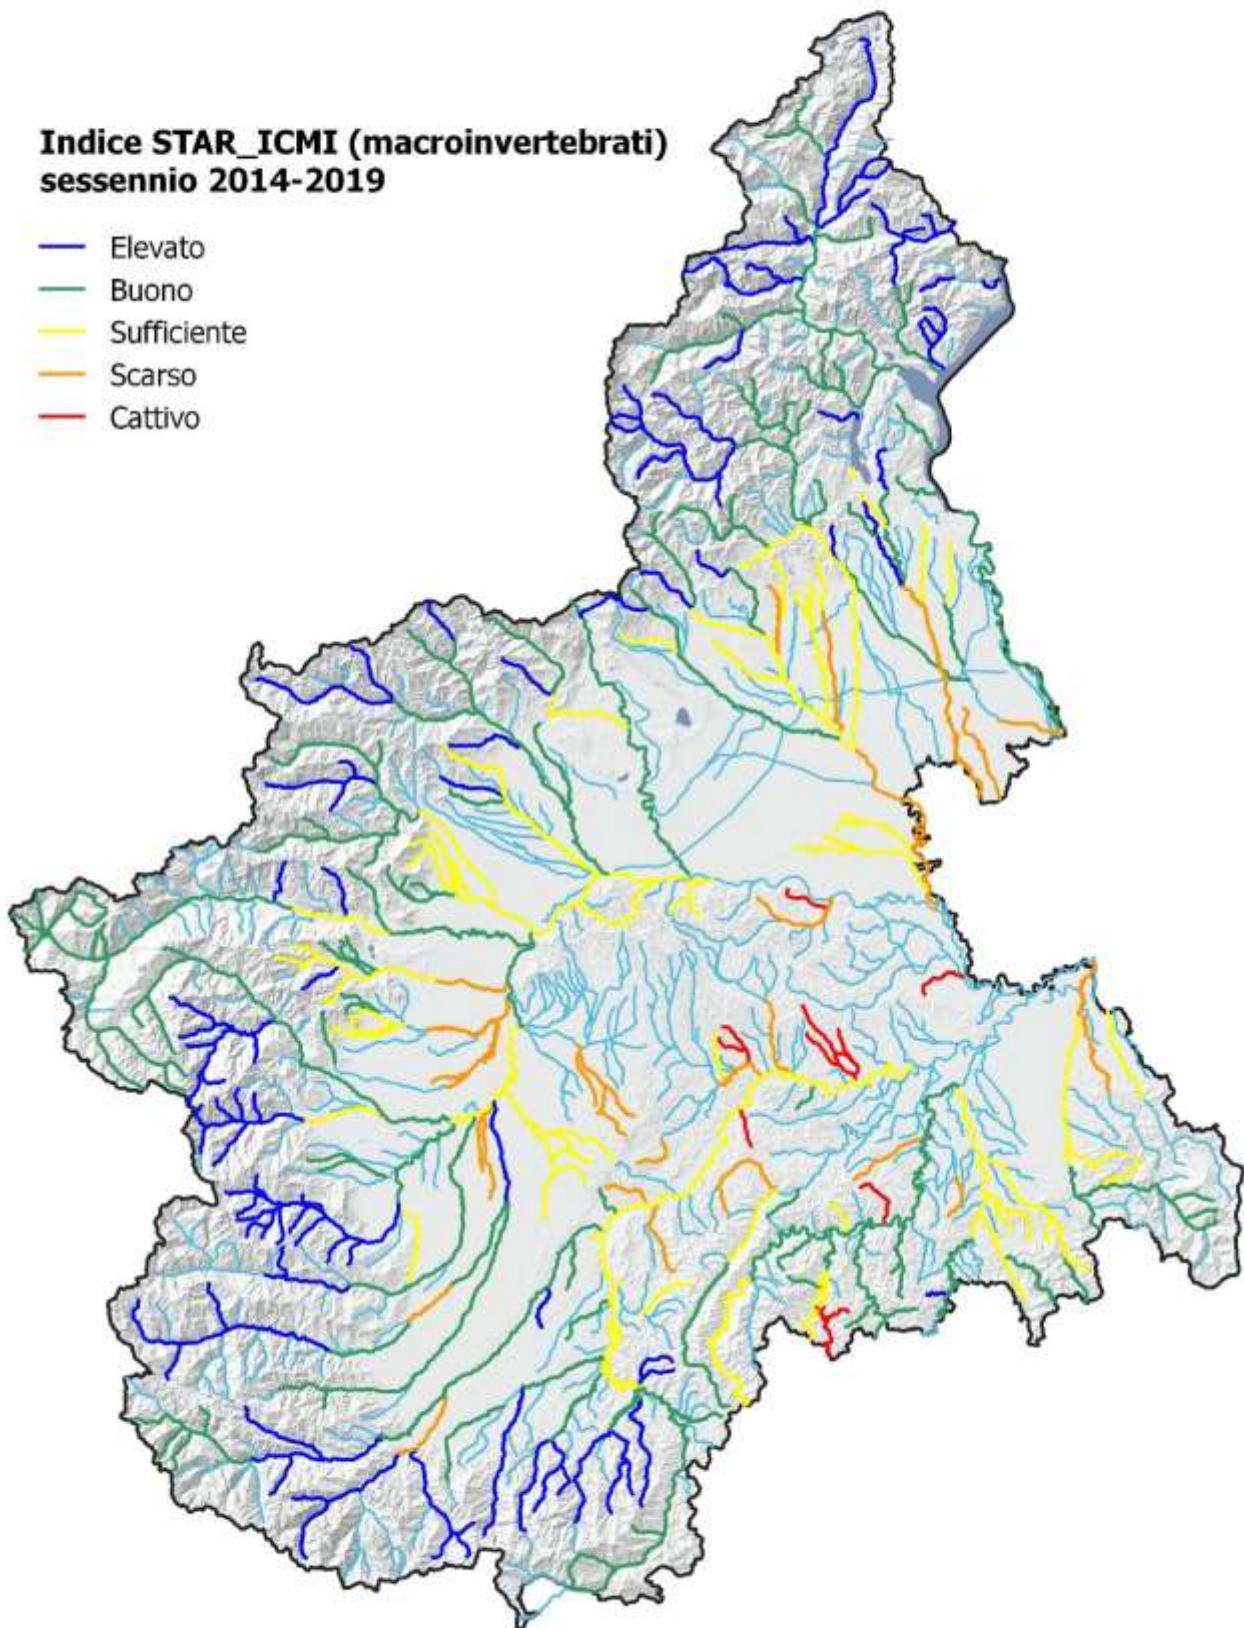 Indice STAR_ICMI (macroinvertebrati)
sessennio 2014-2019
Elevato
Buono
Sufficiente
Scarso
Cattivo